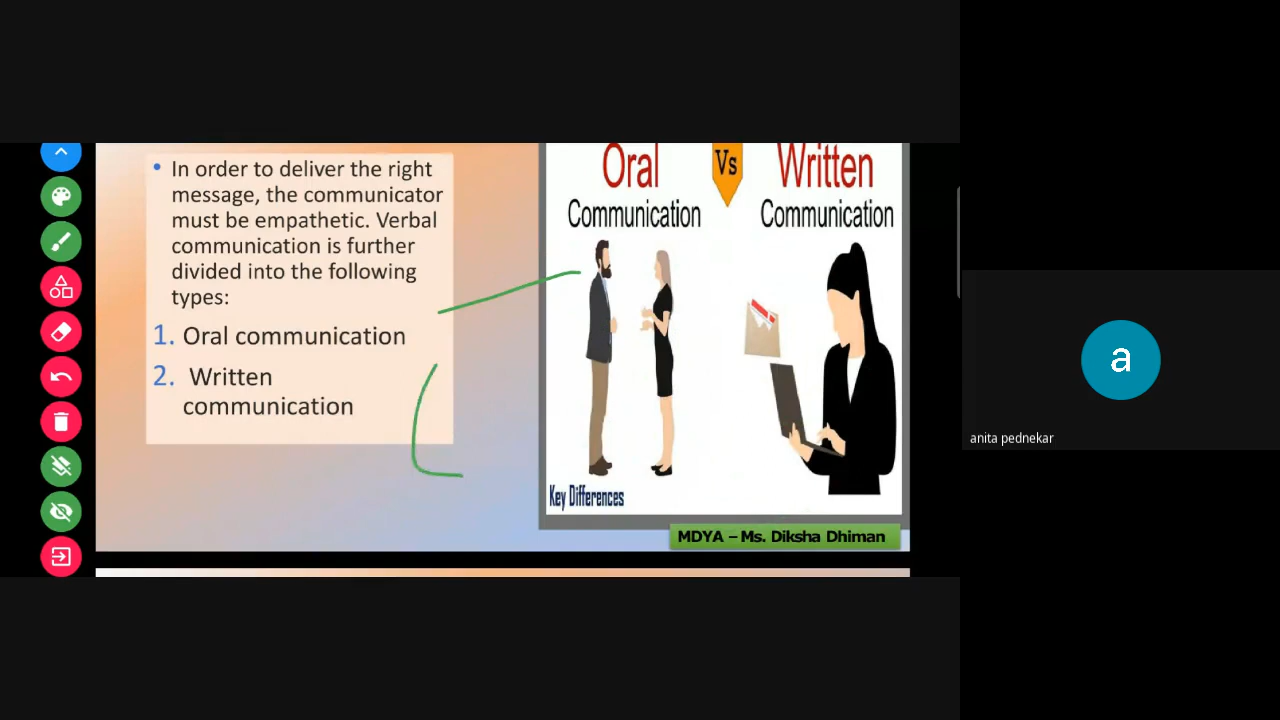 • In order to deliver the right
message, the communicator
must be empathetic. Verbal
communication is further
divided into the following
types:
1. Oral communication
2. Written
communication
Oral
Communication
Vs
Written
Communication
Key Differences
MDYA – Ms. Diksha Dhiman
a
anita pednekar